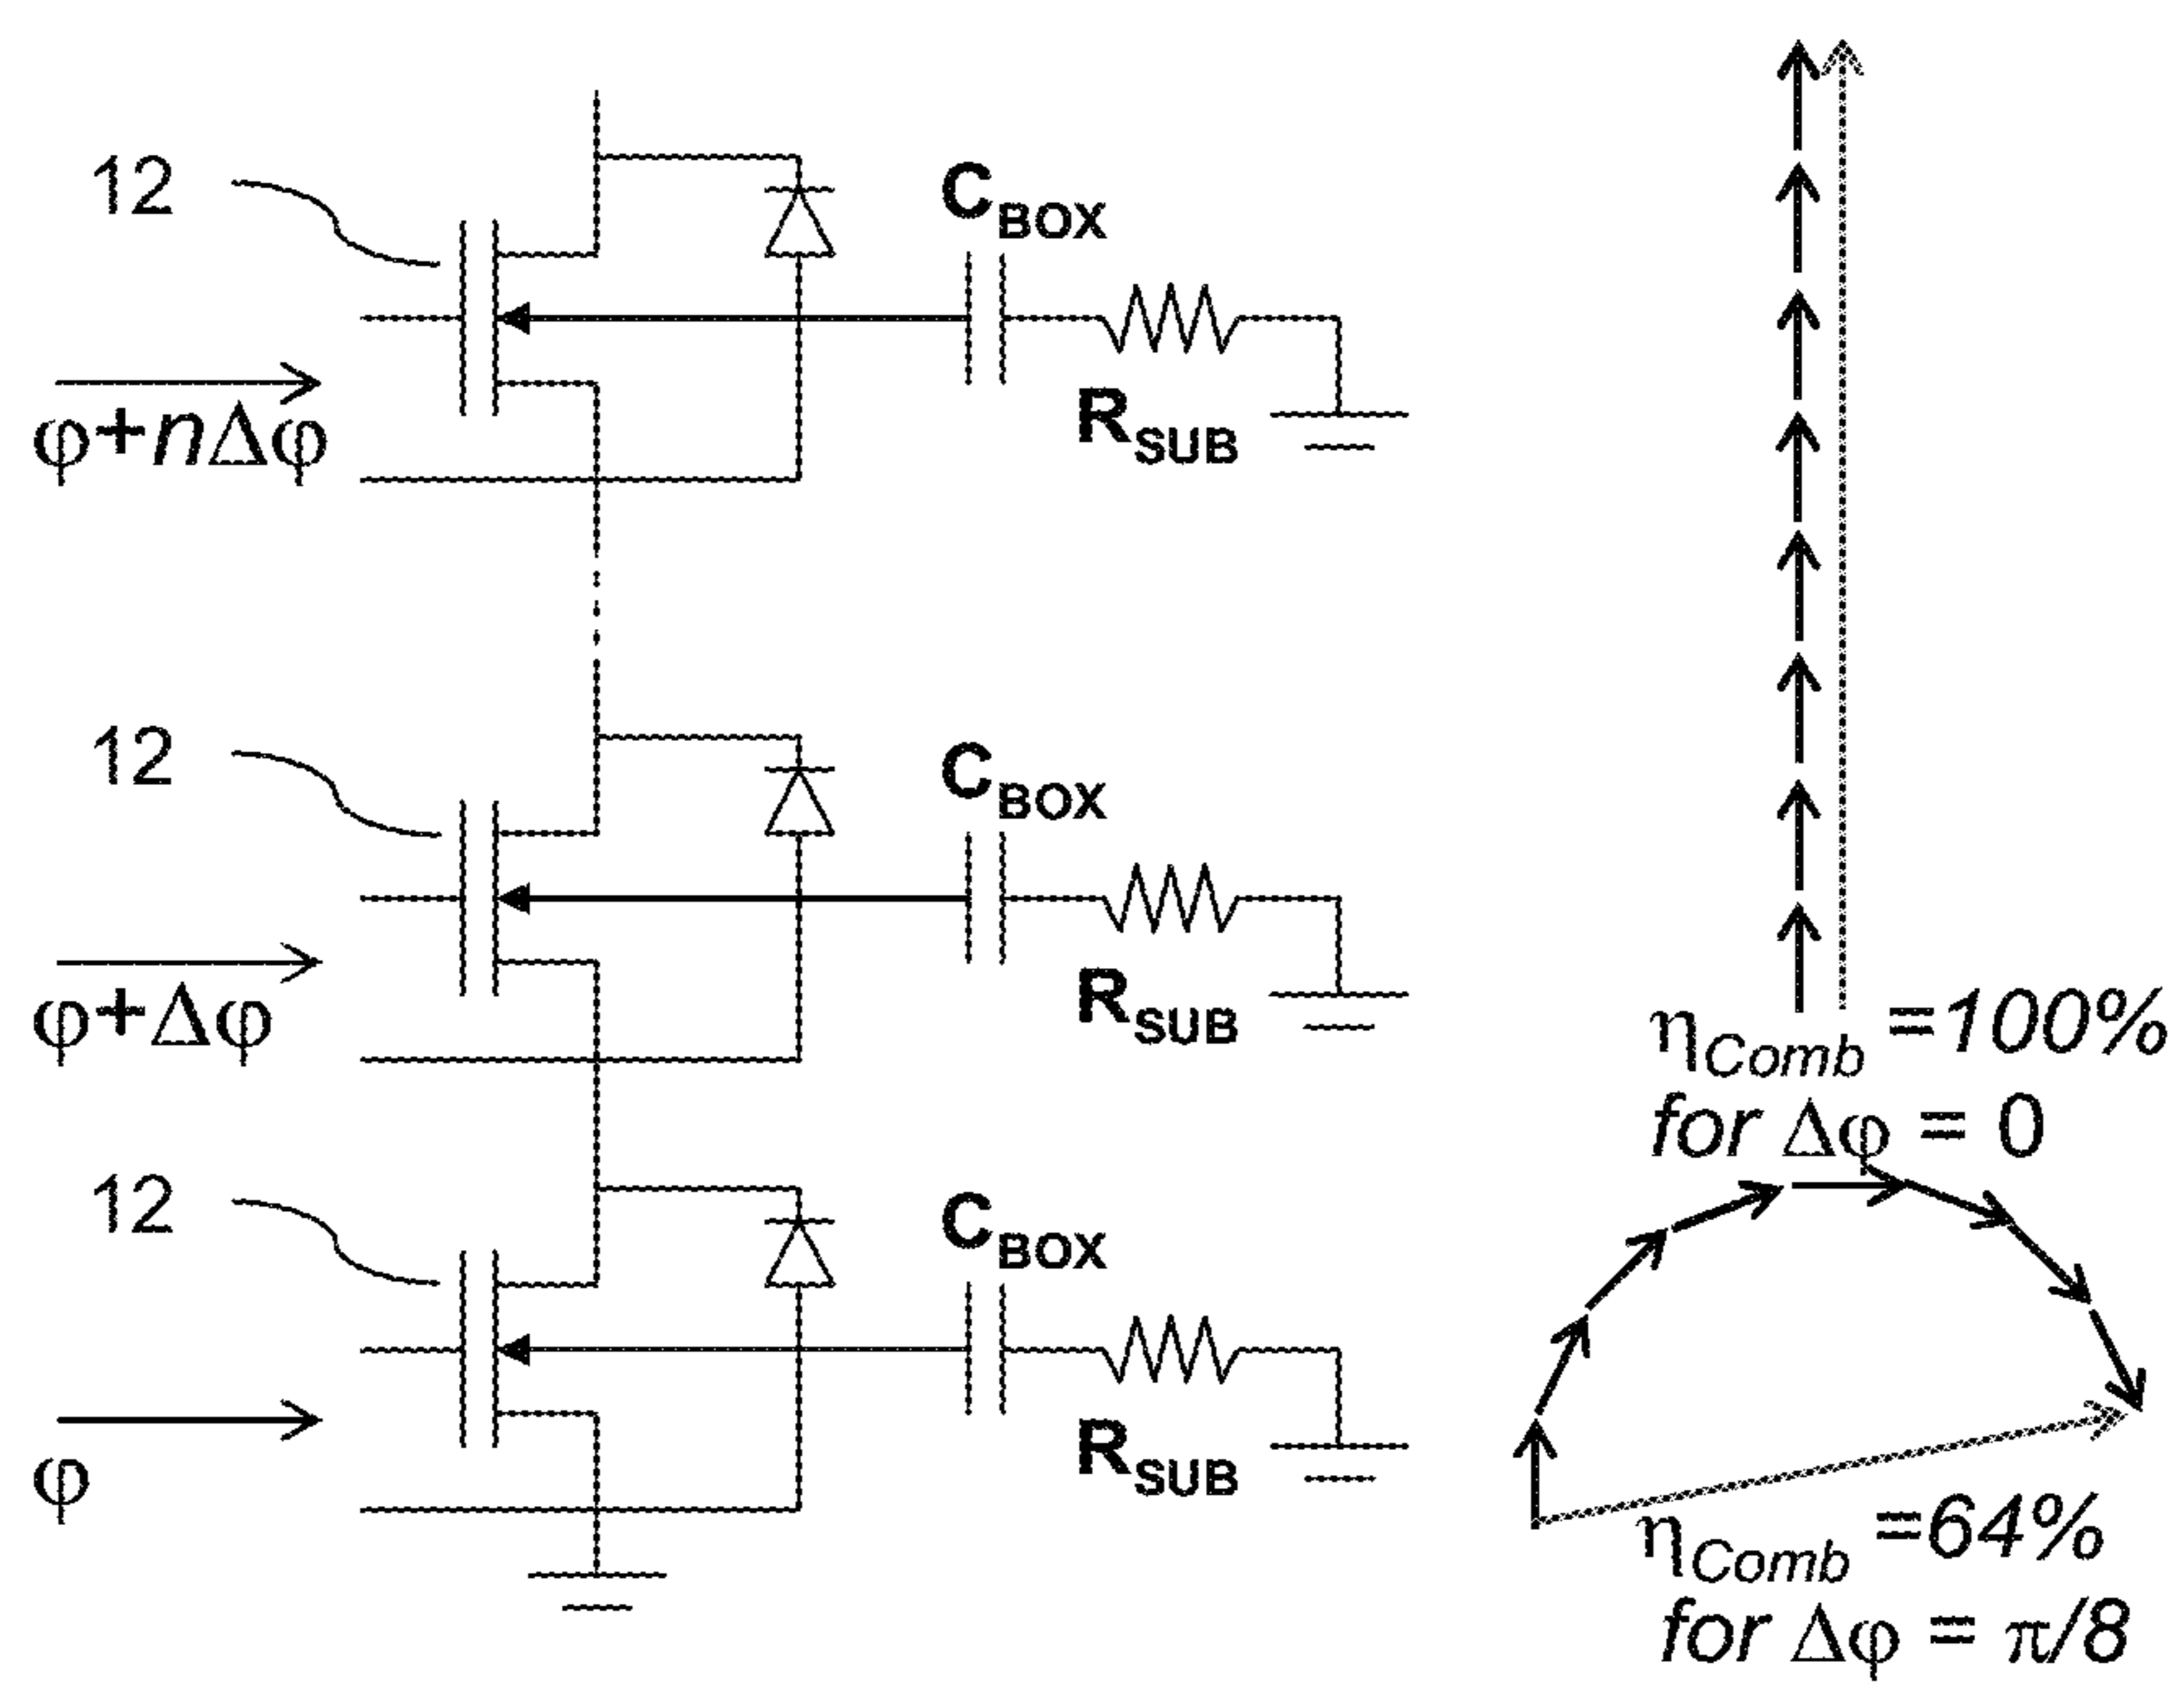 12
C_BOX
R_SUB
φ+nΔφ
12
C_BOX
R_SUB
φ+Δφ
12
C_BOX
R_SUB
φ
η_Comb =100%
for Δφ = 0
η_Comb =64%
for Δφ = π/8